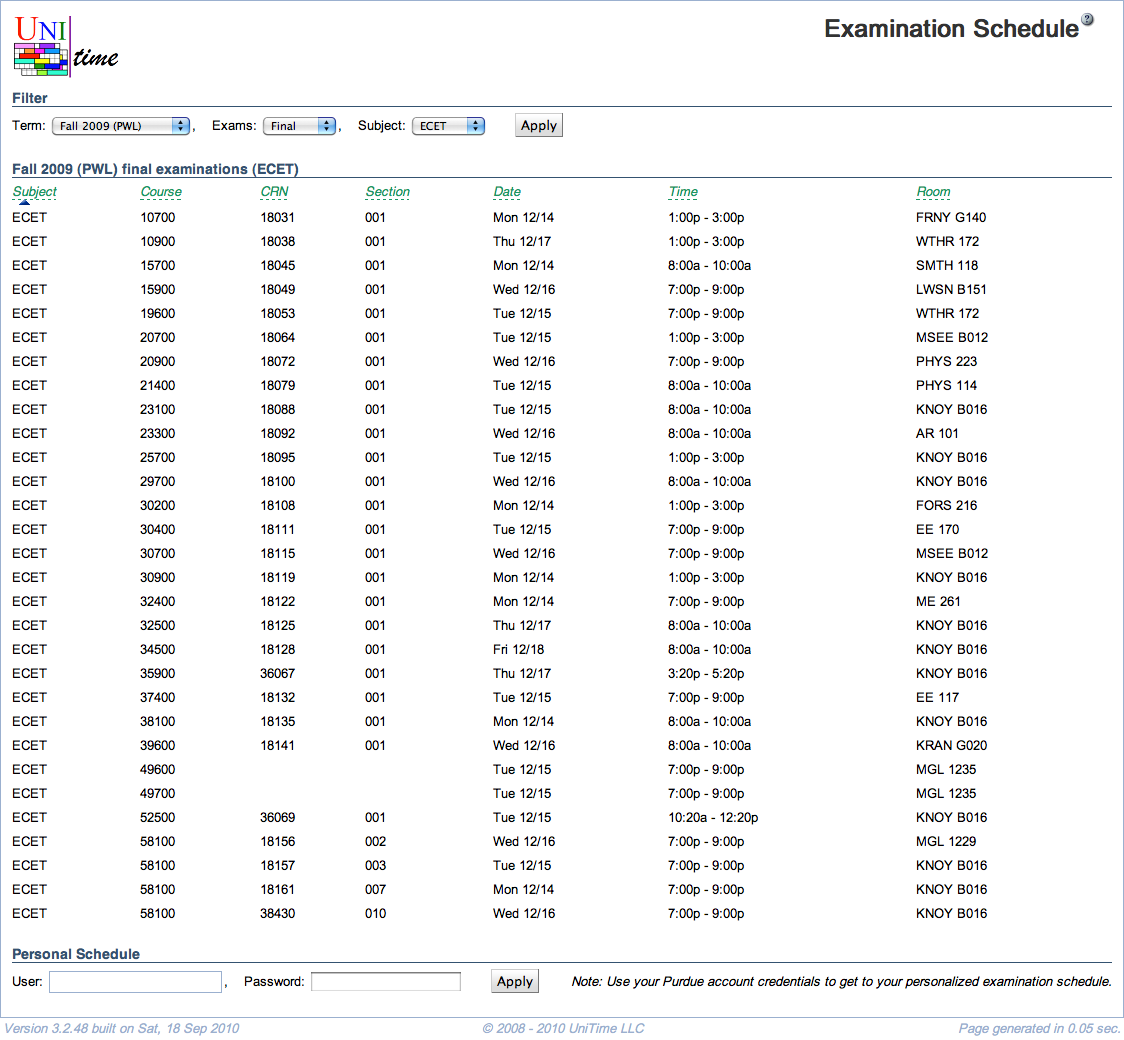 UNI
time
Examination Schedule
?
Filter
Term: Fall 2009 (PWL) , Exams: Final , Subject: ECET Apply
Fall 2009 (PWL) final examinations (ECET)
Subject Course CRN Section Date Time Room
ECET 10700 18031 001 Mon 12/14 1:00p - 3:00p FRNY G140
ECET 10900 18038 001 Thu 12/17 1:00p - 3:00p WTHR 172
ECET 15700 18045 001 Mon 12/14 8:00a - 10:00a SMTH 118
ECET 15900 18049 001 Wed 12/16 7:00p - 9:00p LWSN B151
ECET 19600 18053 001 Tue 12/15 7:00p - 9:00p WTHR 172
ECET 20700 18064 001 Tue 12/15 1:00p - 3:00p MSEE B012
ECET 20900 18072 001 Wed 12/16 7:00p - 9:00p PHYS 223
ECET 21400 18079 001 Tue 12/15 8:00a - 10:00a PHYS 114
ECET 23100 18088 001 Tue 12/15 8:00a - 10:00a KNOY B016
ECET 23300 18092 001 Wed 12/16 8:00a - 10:00a AR 101
ECET 25700 18095 001 Tue 12/15 1:00p - 3:00p KNOY B016
ECET 29700 18100 001 Wed 12/16 8:00a - 10:00a KNOY B016
ECET 30200 18108 001 Mon 12/14 1:00p - 3:00p FORS 216
ECET 30400 18111 001 Tue 12/15 7:00p - 9:00p EE 170
ECET 30700 18115 001 Wed 12/16 7:00p - 9:00p MSEE B012
ECET 30900 18119 001 Mon 12/14 1:00p - 3:00p KNOY B016
ECET 32400 18122 001 Mon 12/14 7:00p - 9:00p ME 261
ECET 32500 18125 001 Thu 12/17 8:00a - 10:00a KNOY B016
ECET 34500 18128 001 Fri 12/18 8:00a - 10:00a KNOY B016
ECET 35900 36067 001 Thu 12/17 3:20p - 5:20p KNOY B016
ECET 37400 18132 001 Tue 12/15 7:00p - 9:00p EE 117
ECET 38100 18135 001 Mon 12/14 8:00a - 10:00a KNOY B016
ECET 39600 18141 001 Wed 12/16 8:00a - 10:00a KRAN G020
ECET 49600 Tue 12/15 7:00p - 9:00p MGL 1235
ECET 49700 Tue 12/15 7:00p - 9:00p MGL 1235
ECET 52500 36069 001 Tue 12/15 10:20a - 12:20p KNOY B016
ECET 58100 18156 002 Wed 12/16 7:00p - 9:00p MGL 1229
ECET 58100 18157 003 Tue 12/15 7:00p - 9:00p KNOY B016
ECET 58100 18161 007 Mon 12/14 7:00p - 9:00p KNOY B016
ECET 58100 38430 010 Wed 12/16 7:00p - 9:00p KNOY B016
Personal Schedule
User: , Password: Apply Note: Use your Purdue account credentials to get to your personalized examination schedule.
Version 3.2.48 built on Sat, 18 Sep 2010 © 2008 - 2010 UniTime LLC Page generated in 0.05 sec.